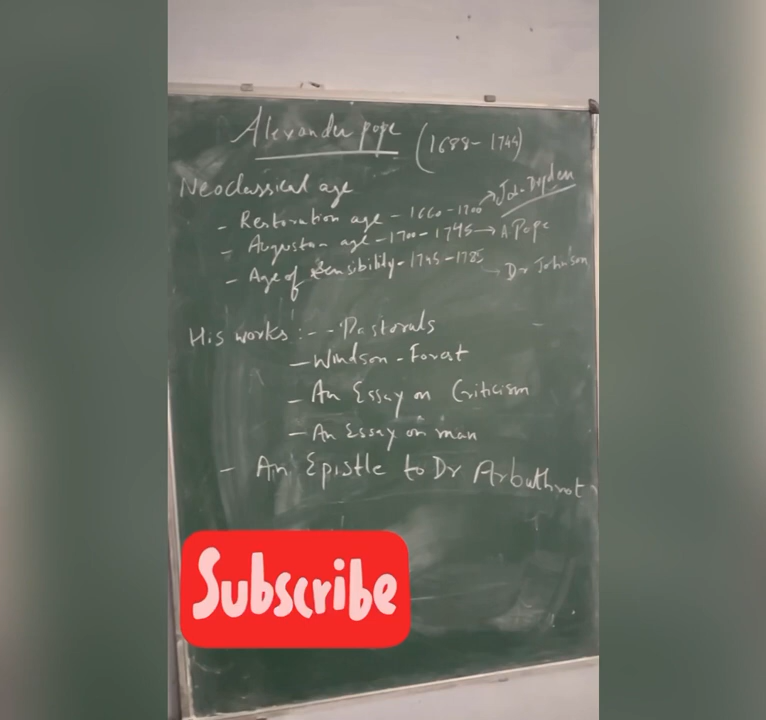 Alexander pope (1688-1744)
Neoclassical age
- Restoration age - 1660-1700 → Joh. Dryden
- Augustan age - 1700-1745 → A Pope
- Age of sensibility - 1745-1785 → Dr Johnson
His works :- - Pastorals
- Windson - Forest
- An Essay on Criticism
- An Essay on man
- An Epistle to Dr Arbuthnot
Subscribe